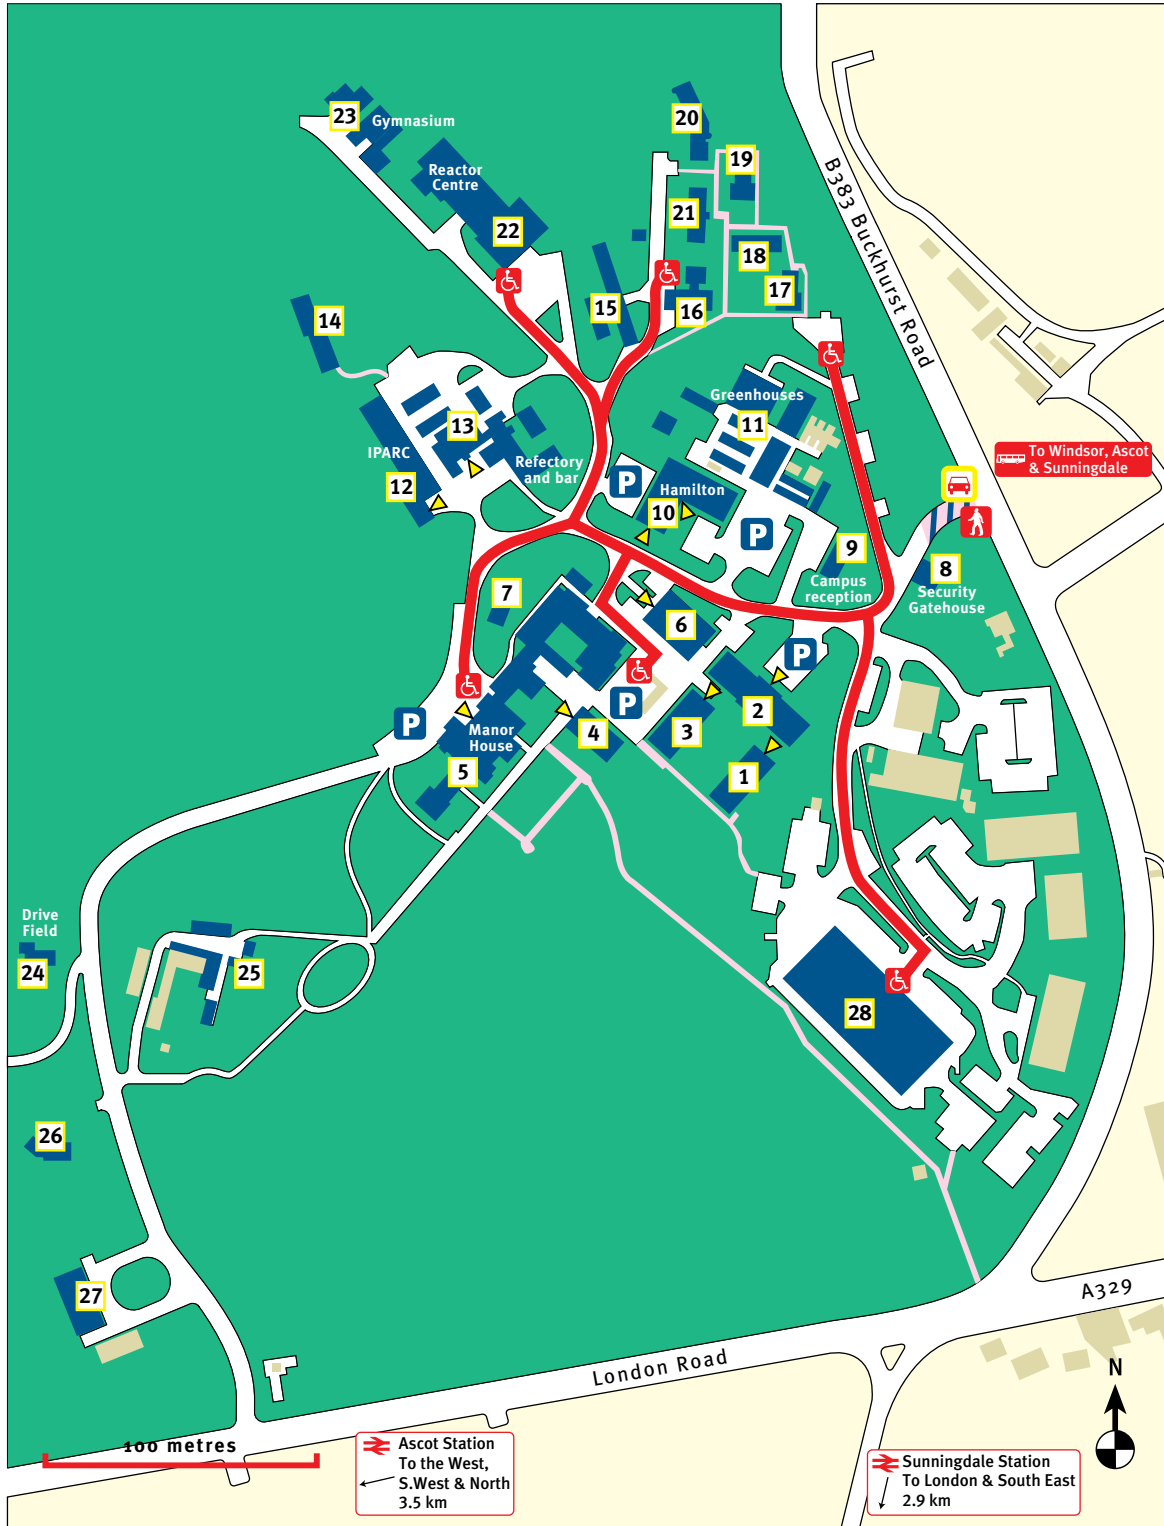 23
Gymnasium
20
19
Reactor
Centre
21
22
18
17
15
16
14
B383 Buckhurst Road
Greenhouses
11
13
IPARC
12
Refectory
and bar
P
Hamilton
10
P
To Windsor, Ascot
& Sunningdale
9
Campus
reception
8
Security
Gatehouse
7
6
P
P
2
3
4
P
Manor
House
5
1
Drive
Field
24
25
28
26
27
A329
London Road
N
100 metres
Ascot Station
To the West,
S.West & North
3.5 km
Sunningdale Station
To London & South East
2.9 km